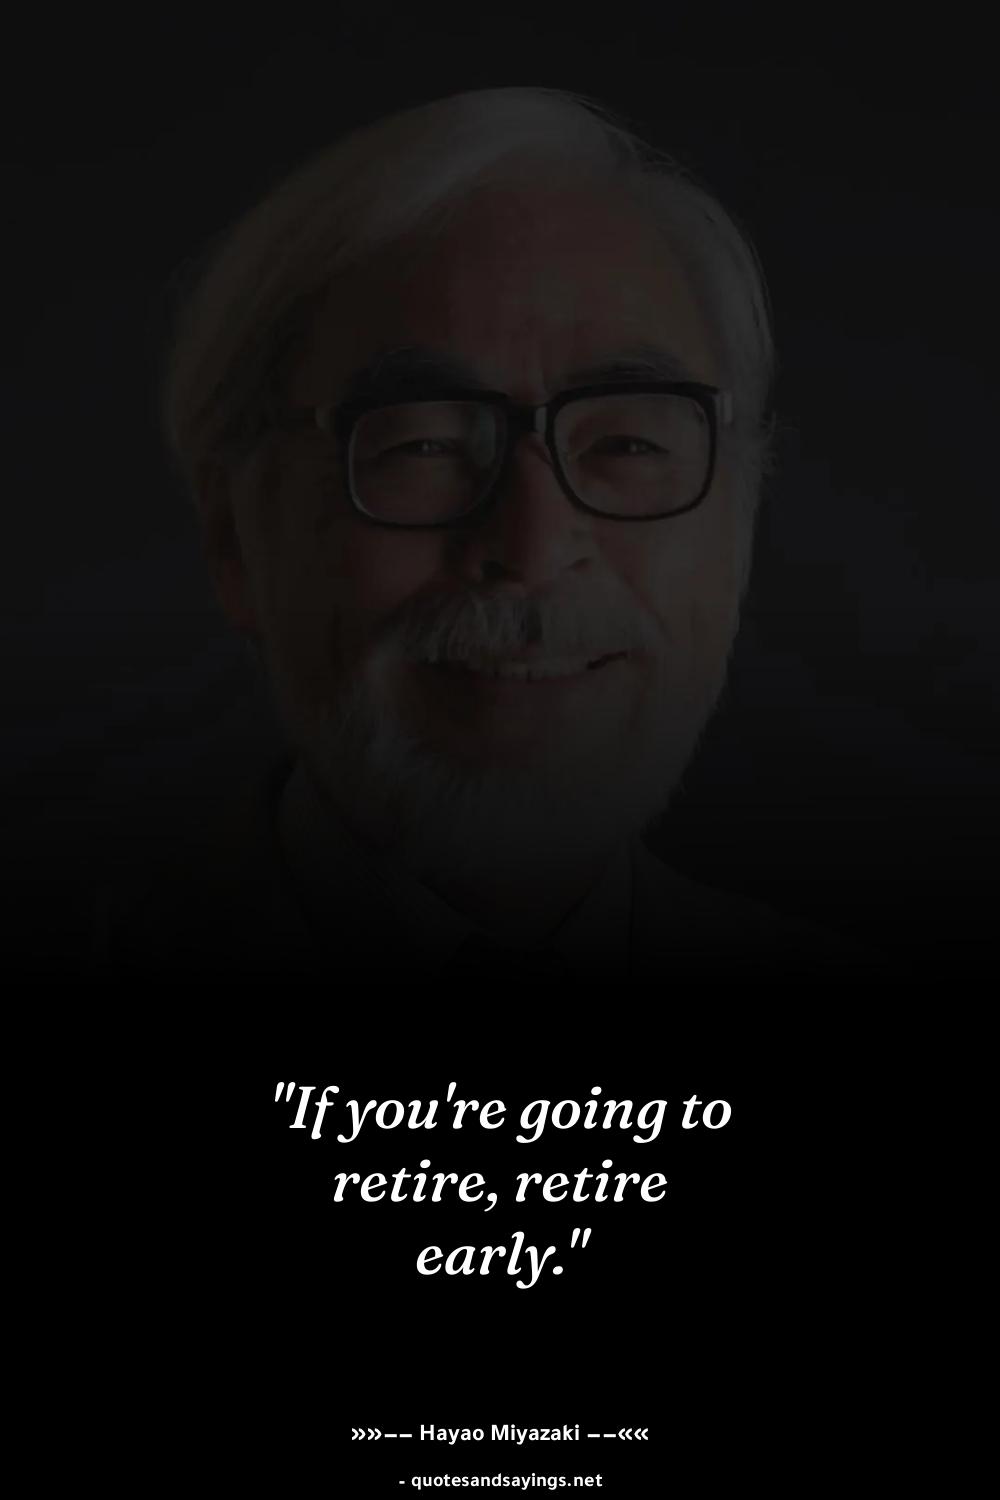 "If you're going to
retire, retire
early."
»»−− Hayao Miyazaki −−««
- quotesandsayings.net